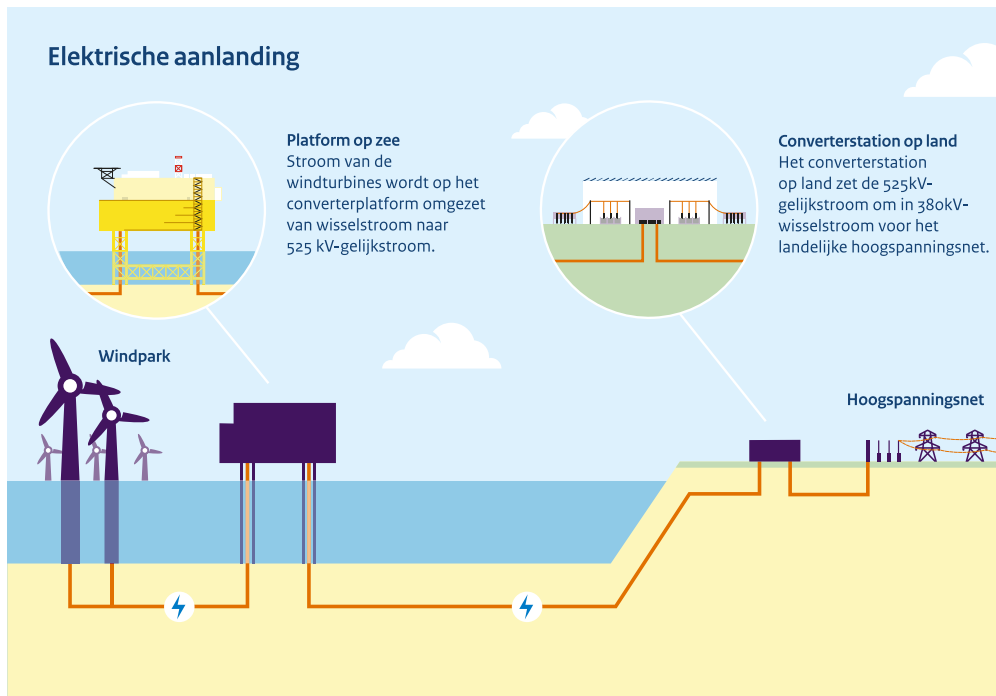 Elektrische aanlanding
Platform op zee
Stroom van de
windturbines wordt op het
converterplatform omgezet
van wisselstroom naar
525 kV-gelijkstroom.
Converterstation op land
Het converterstation
op land zet de 525kV-
gelijkstroom om in 380kV-
wisselstroom voor het
landelijke hoogspanningsnet.
Windpark
Hoogspanningsnet